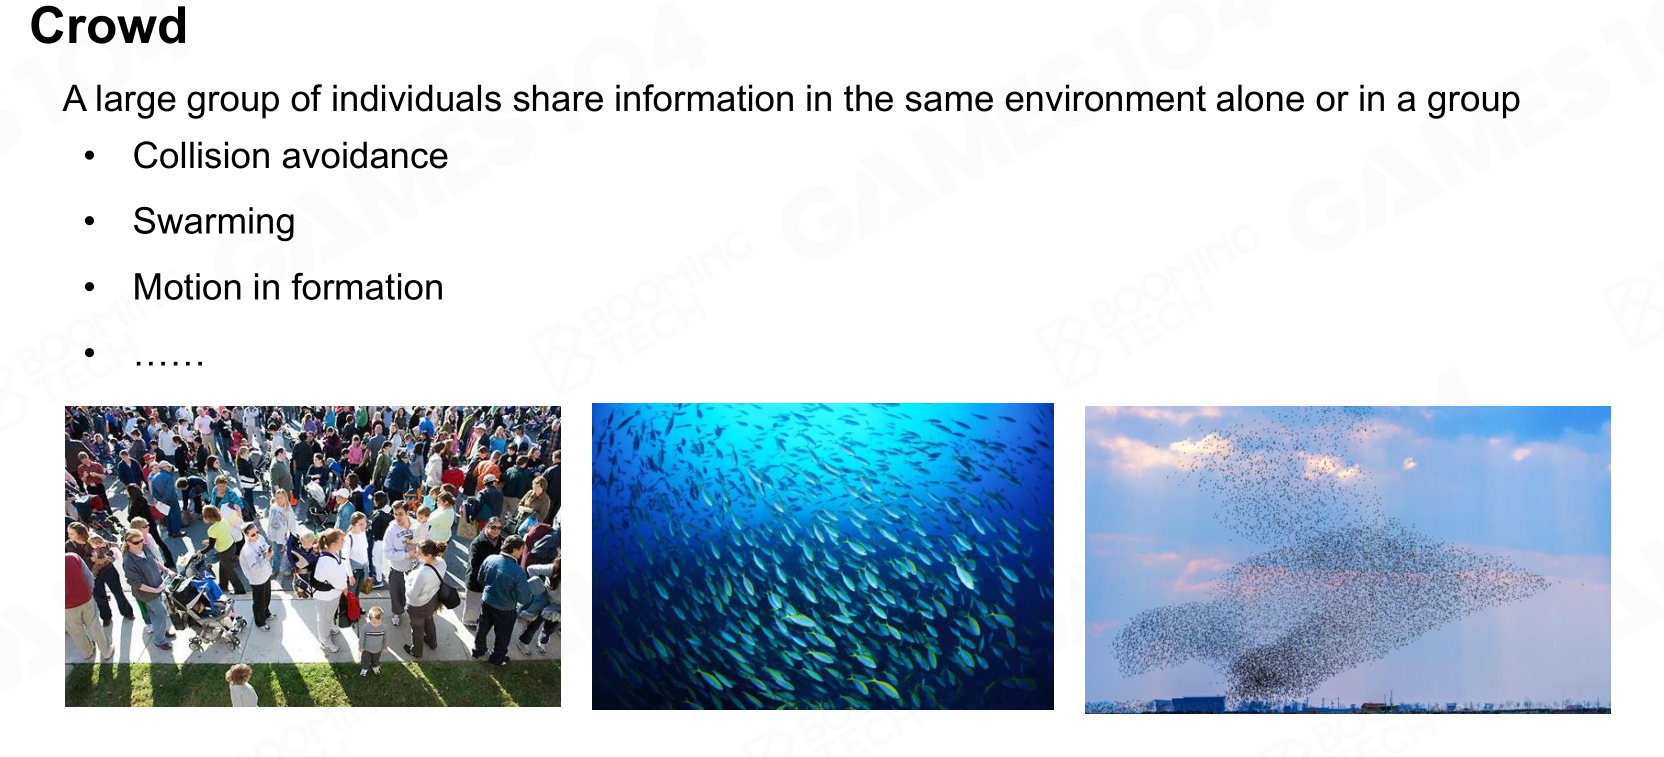 Crowd
A large group of individuals share information in the same environment alone or in a group
• Collision avoidance
• Swarming
• Motion in formation
• ......
GAMES104
BOOMING TECH